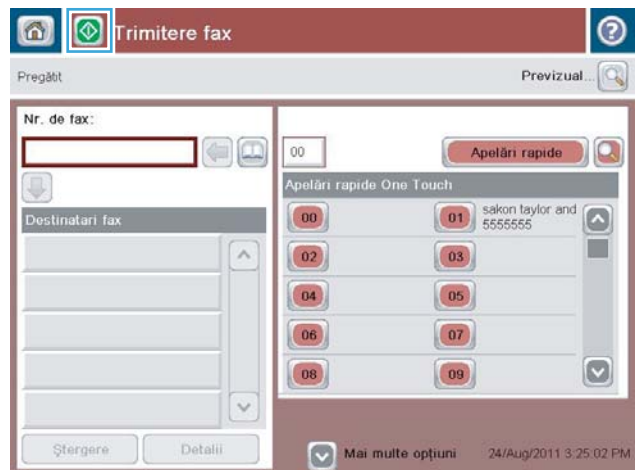 Trimitere fax
?
Pregătit
Previzual...
Nr. de fax:
00
Apelări rapide
Apelări rapide One Touch
Destinatari fax
00
01
sakon taylor and
5555555
02
03
04
05
06
07
08
09
Ștergere
Detalii
Mai multe opțiuni
24/Aug/2011 3:25:02 PM